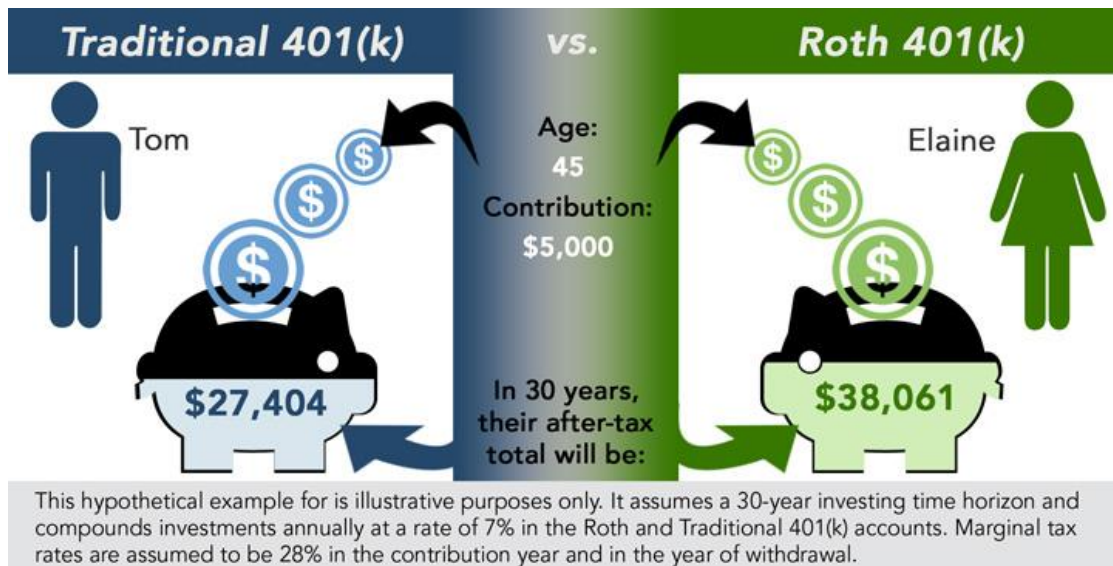 Traditional 401(k)
vs.
Roth 401(k)
Tom
$
$
$
Age:
45
Contribution:
$5,000
Elaine
$
$
$
$27,404
In 30 years,
their after-tax
total will be:
$38,061
This hypothetical example for is illustrative purposes only. It assumes a 30-year investing time horizon and
compounds investments annually at a rate of 7% in the Roth and Traditional 401(k) accounts. Marginal tax
rates are assumed to be 28% in the contribution year and in the year of withdrawal.